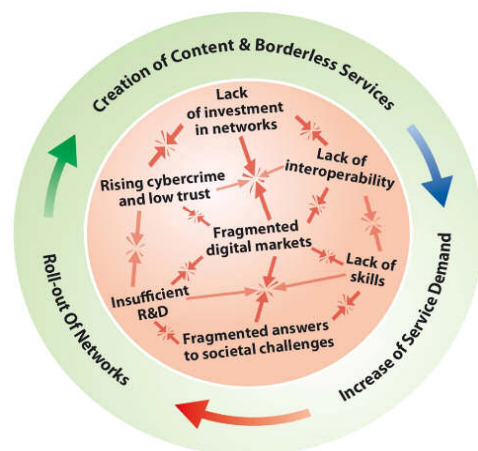 Creation of Content & Borderless Services
Lack
of investment
in networks
Rising cybercrime
and low trust
Lack of
interoperability
Fragmented
digital markets
Lack of
skills
Insufficient
R&D
Fragmented answers
to societal challenges
Increase of Service Demand
Roll-out Of Networks